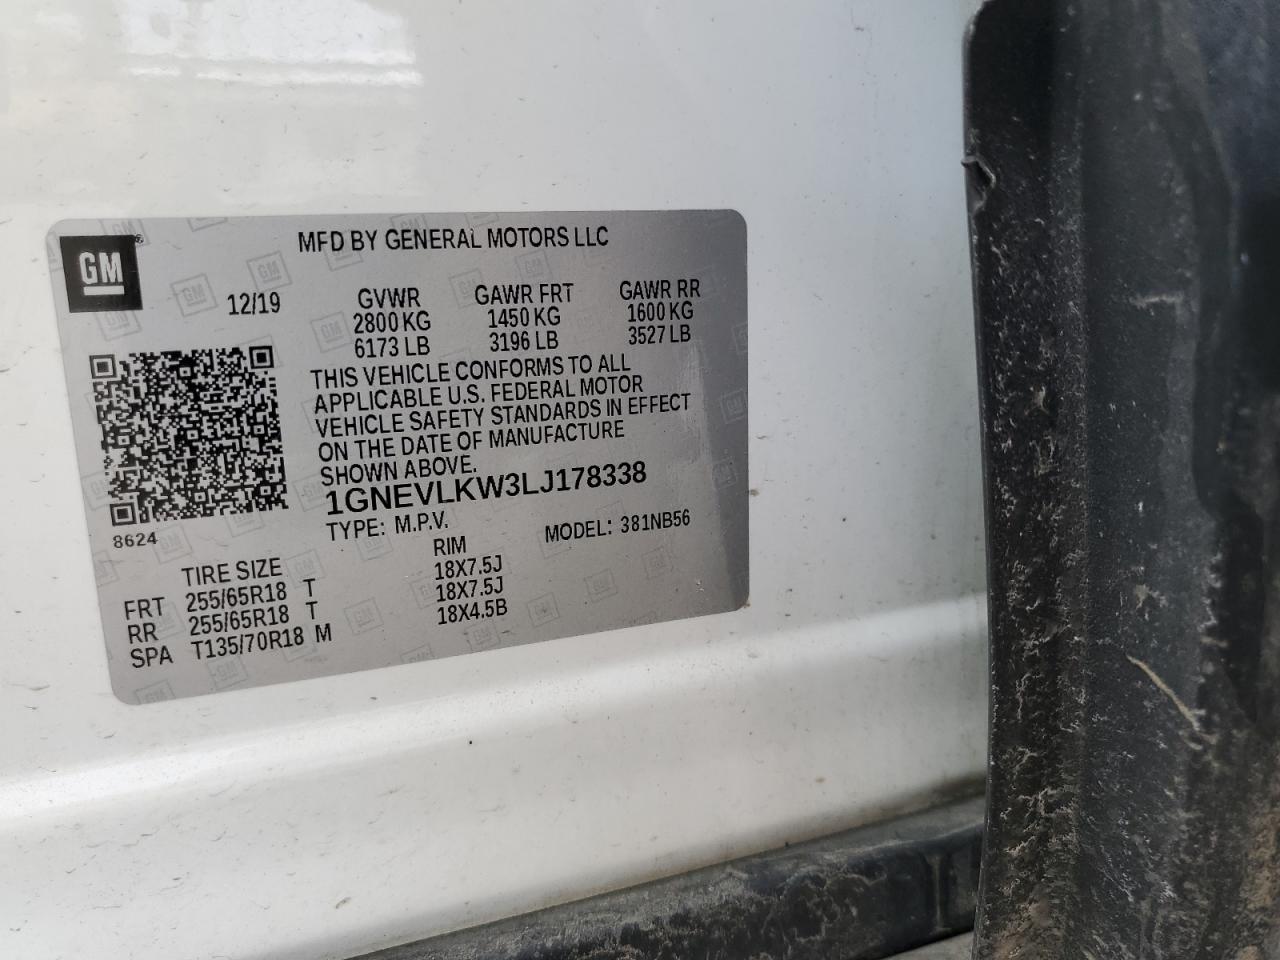 GM
MFD BY GENERAL MOTORS LLC
12/19
GVWR GAWR FRT GAWR RR
2800 KG 1450 KG 1600 KG
6173 LB 3196 LB 3527 LB
THIS VEHICLE CONFORMS TO ALL
APPLICABLE U.S. FEDERAL MOTOR
VEHICLE SAFETY STANDARDS IN EFFECT
ON THE DATE OF MANUFACTURE
SHOWN ABOVE.
1GNEVLKW3LJ178338
TYPE: M.P.V. MODEL: 381NB56
8624
TIRE SIZE RIM
FRT 255/65R18 T 18X7.5J
RR 255/65R18 T 18X7.5J
SPA T135/70R18 M 18X4.5B